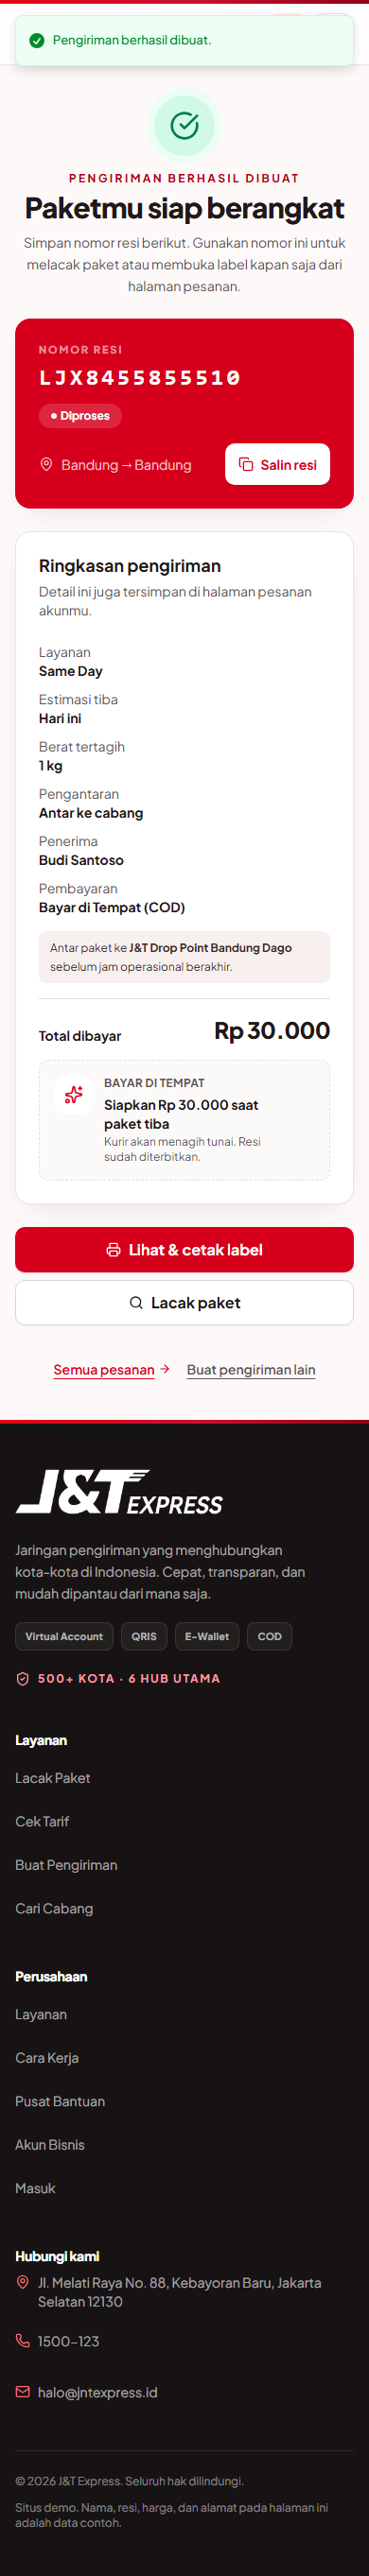 Pengiriman berhasil dibuat.
PENGIRIMAN BERHASIL DIBUAT
Paketmu siap berangkat
Simpan nomor resi berikut. Gunakan nomor ini untuk
melacak paket atau membuka label kapan saja dari
halaman pesanan.
NOMOR RESI
LJX8455855510
Diproses
Bandung → Bandung
Salin resi
Ringkasan pengiriman
Detail ini juga tersimpan di halaman pesanan
akunmu.
Layanan
Same Day
Estimasi tiba
Hari ini
Berat tertagih
1 kg
Pengantaran
Antar ke cabang
Penerima
Budi Santoso
Pembayaran
Bayar di Tempat (COD)
Antar paket ke J&T Drop Point Bandung Dago
sebelum jam operasional berakhir.
Total dibayar
Rp 30.000
BAYAR DI TEMPAT
Siapkan Rp 30.000 saat
paket tiba
Kurir akan menagih tunai. Resi
sudah diterbitkan.
Lihat & cetak label
Lacak paket
Semua pesanan →
Buat pengiriman lain
J&T EXPRESS
Jaringan pengiriman yang menghubungkan
kota-kota di Indonesia. Cepat, transparan, dan
mudah dipantau dari mana saja.
Virtual Account
QRIS
E-Wallet
COD
500+ KOTA · 6 HUB UTAMA
Layanan
Lacak Paket
Cek Tarif
Buat Pengiriman
Cari Cabang
Perusahaan
Layanan
Cara Kerja
Pusat Bantuan
Akun Bisnis
Masuk
Hubungi kami
Jl. Melati Raya No. 88, Kebayoran Baru, Jakarta
Selatan 12130
1500-123
halo@jntexpress.id
© 2026 J&T Express. Seluruh hak dilindungi.
Situs demo. Nama, resi, harga, dan alamat pada halaman ini
adalah data contoh.